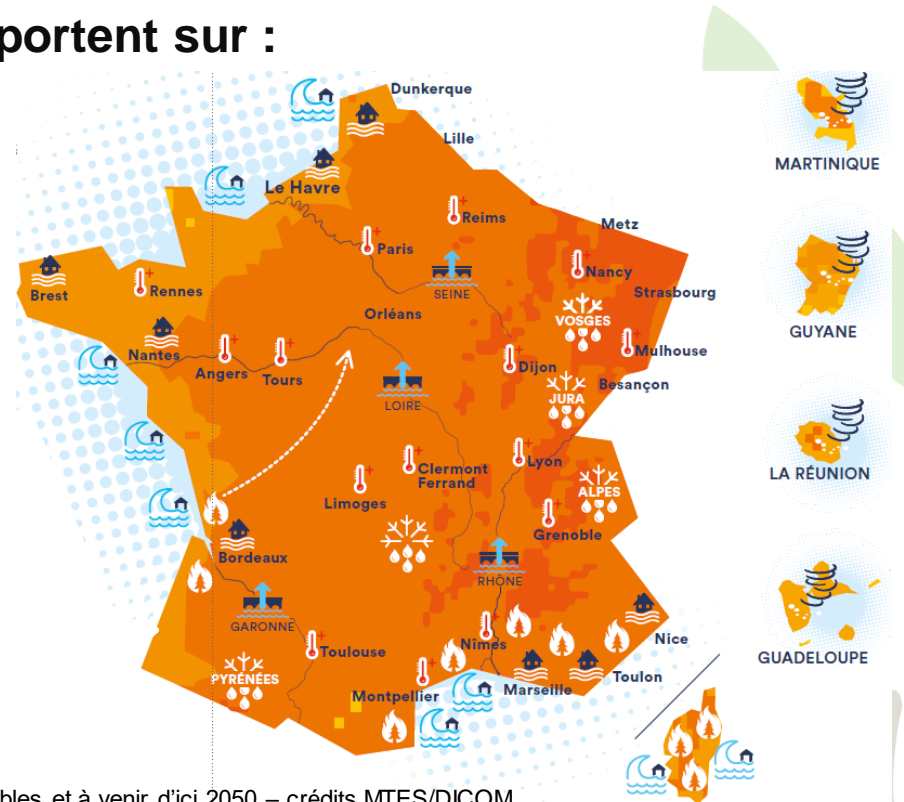 portent sur :
Dunkerque
Lille
Le Havre
Reims
Metz
Paris
Nancy
SEINE
Strasbourg
Brest
Rennes
Orléans
VOSGES
Nantes
Mulhouse
Angers
Tours
Dijon
Besançon
JURA
LOIRE
Lyon
Clermont
Ferrand
Limoges
ALPES
Grenoble
Bordeaux
RHÔNE
GARONNE
Nîmes
Nice
Toulouse
PYRÉNÉES
Toulon
Montpellier
Marseille
MARTINIQUE
GUYANE
LA RÉUNION
GUADELOUPE
bles et à venir d'ici 2050 – crédits MTES/DICOM